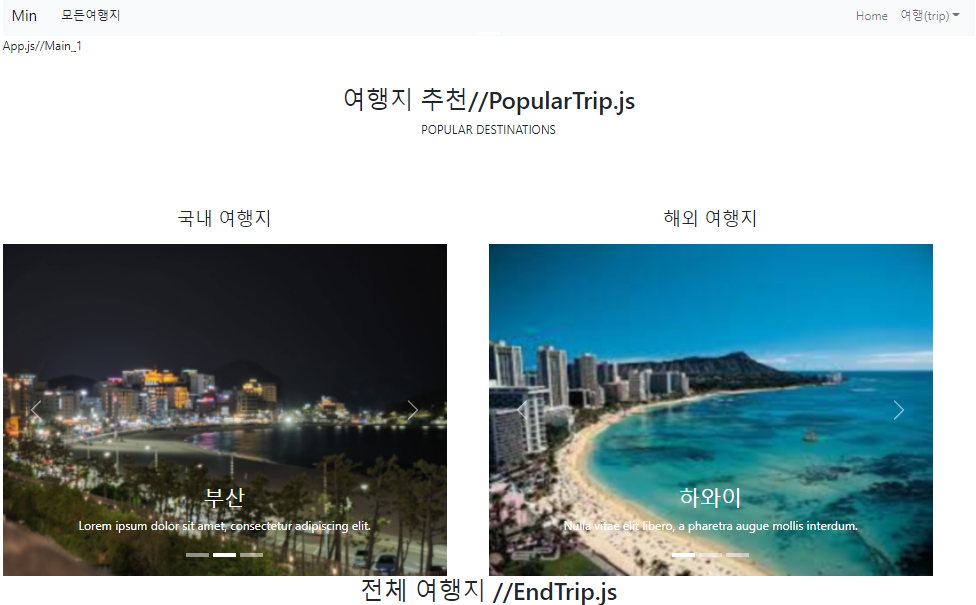 Min 모든여행지 Home 여행(trip)
App.js//Main_1
여행지 추천//PopularTrip.js
POPULAR DESTINATIONS
국내 여행지
해외 여행지
부산
Lorem ipsum dolor sit amet, consectetur adipiscing elit.
하와이
Nulla vitae elit libero, a pharetra augue mollis interdum.
전체 여행지 //EndTrip.js